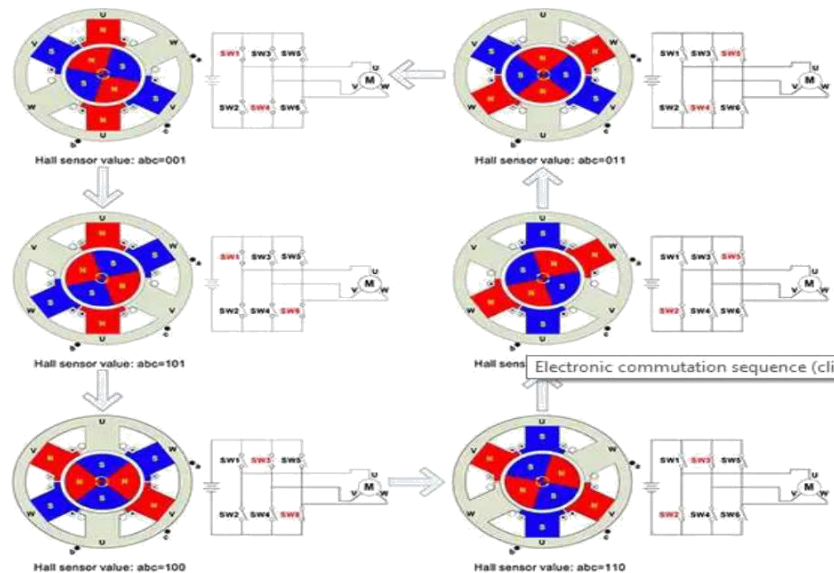 U
N
V
W
S
a
N
S
S
N
S
W
V
N
U
b
c
SW1 SW3 SW5
U
M
V W
SW2 SW4 SW6
Hall sensor value: abc=001
U
V
W
S
N
a
N
S
S
N
N
S
W
V
U
b
c
SW1 SW3 SW5
U
M
V W
SW2 SW4 SW6
Hall sensor value: abc=011
U
N
V
W
S
a
N
S
S
N
S
W
V
N
U
b
c
SW1 SW3 SW5
U
M
V W
SW2 SW4 SW6
Hall sensor value: abc=101
U
S
V
W
N
a
S
N
N
S
N
W
V
S
U
b
c
SW1 SW3 SW5
U
M
V W
SW2 SW4 SW6
Hall
Electronic commutation sequence (cli
U
V
W
N
S
a
S
N
N
S
S
N
W
V
U
b
c
SW1 SW3 SW5
U
M
V W
SW2 SW4 SW6
Hall sensor value: abc=100
U
V
W
N
S
a
S
N
N
S
S
N
W
V
U
b
c
SW1 SW3 SW5
U
M
V W
SW2 SW4 SW6
Hall sensor value: abc=110